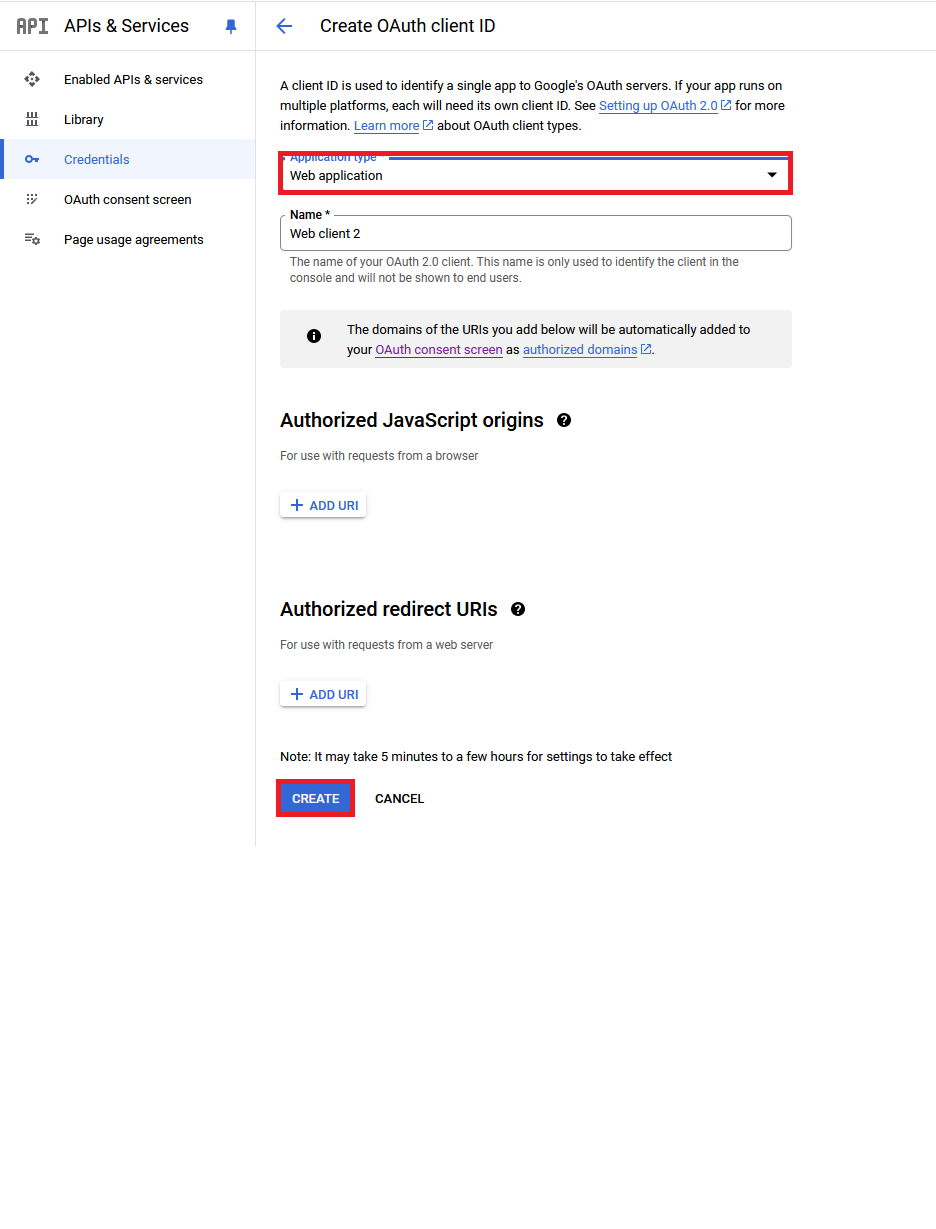 API APIs & Services
Create OAuth client ID
Enabled APIs & services
Library
Credentials
OAuth consent screen
Page usage agreements
A client ID is used to identify a single app to Google's OAuth servers. If your app runs on
multiple platforms, each will need its own client ID. See Setting up OAuth 2.0 for more
information. Learn more about OAuth client types.
Application type
Web application
Name *
Web client 2
The name of your OAuth 2.0 client. This name is only used to identify the client in the
console and will not be shown to end users.
The domains of the URIs you add below will be automatically added to
your OAuth consent screen as authorized domains.
Authorized JavaScript origins
For use with requests from a browser
ADD URI
Authorized redirect URIs
For use with requests from a web server
ADD URI
Note: It may take 5 minutes to a few hours for settings to take effect
CREATE CANCEL